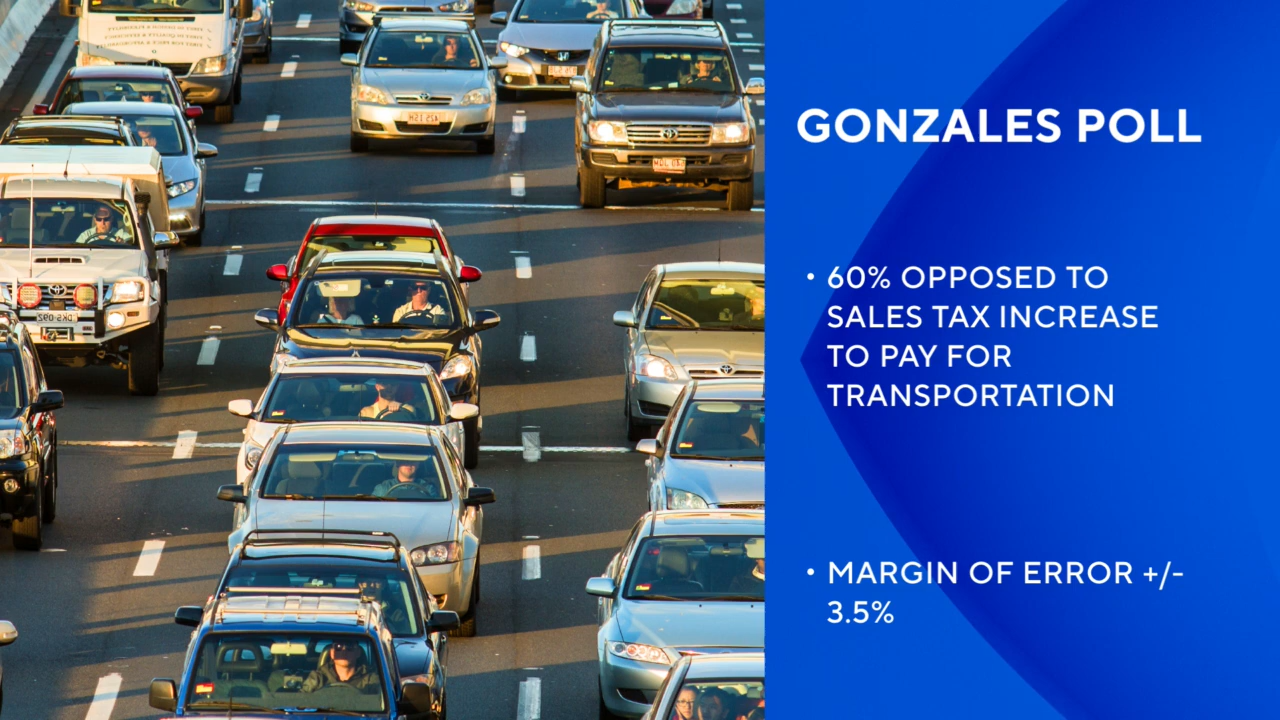 GONZALES POLL
• 60% OPPOSED TO
SALES TAX INCREASE
TO PAY FOR
TRANSPORTATION
• MARGIN OF ERROR +/-
3.5%